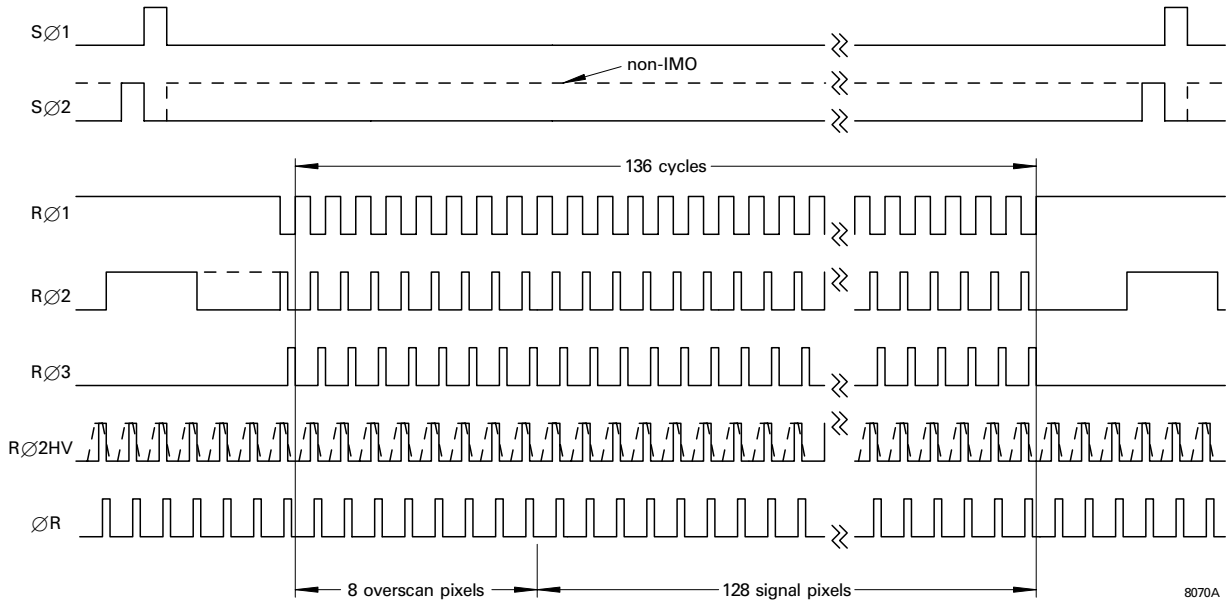 SØ1
non-IMO
SØ2
136 cycles
RØ1
RØ2
RØ3
RØ2HV
ØR
8 overscan pixels
128 signal pixels
8070A